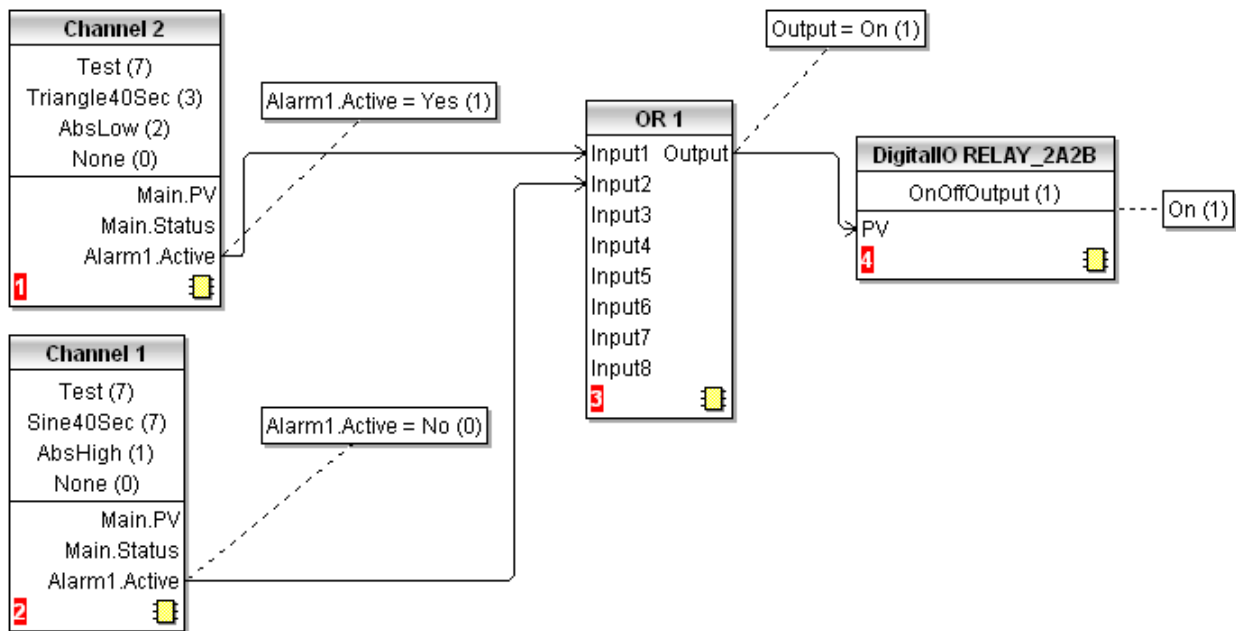 Channel 2
Test (7)
Triangle40Sec (3)
AbsLow (2)
None (0)
Main.PV
Main.Status
Alarm1.Active
1
Alarm1.Active = Yes (1)
Output = On (1)
OR 1
Input1 Output
Input2
Input3
Input4
Input5
Input6
Input7
Input8
3
DigitalIO RELAY_2A2B
OnOffOutput (1)
PV
4
On (1)
Channel 1
Test (7)
Sine40Sec (7)
AbsHigh (1)
None (0)
Main.PV
Main.Status
Alarm1.Active
2
Alarm1.Active = No (0)